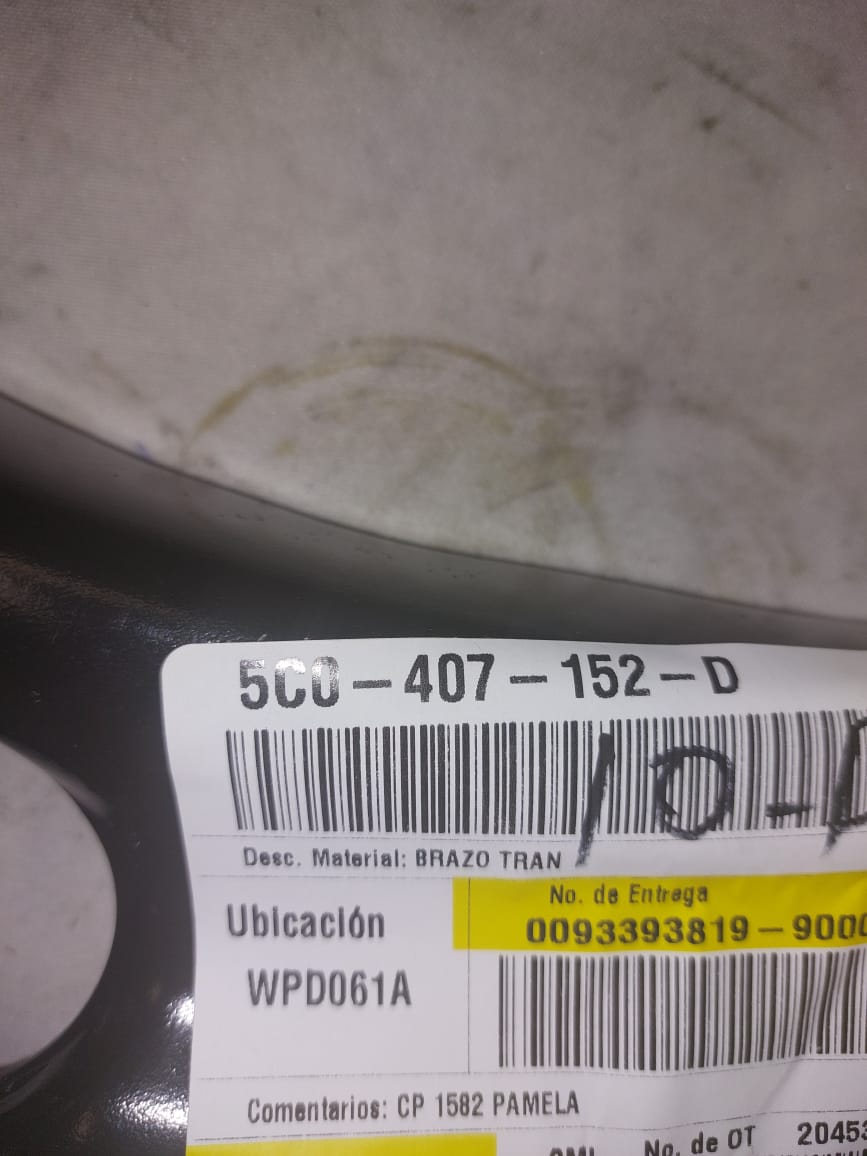 5C0-407-152-D
10-
Desc. Material: BRAZO TRAN
No. de Entrega
Ubicación
0093393819-900
WPD061A
Comentarios: CP 1582 PAMELA
No. de OT 20453